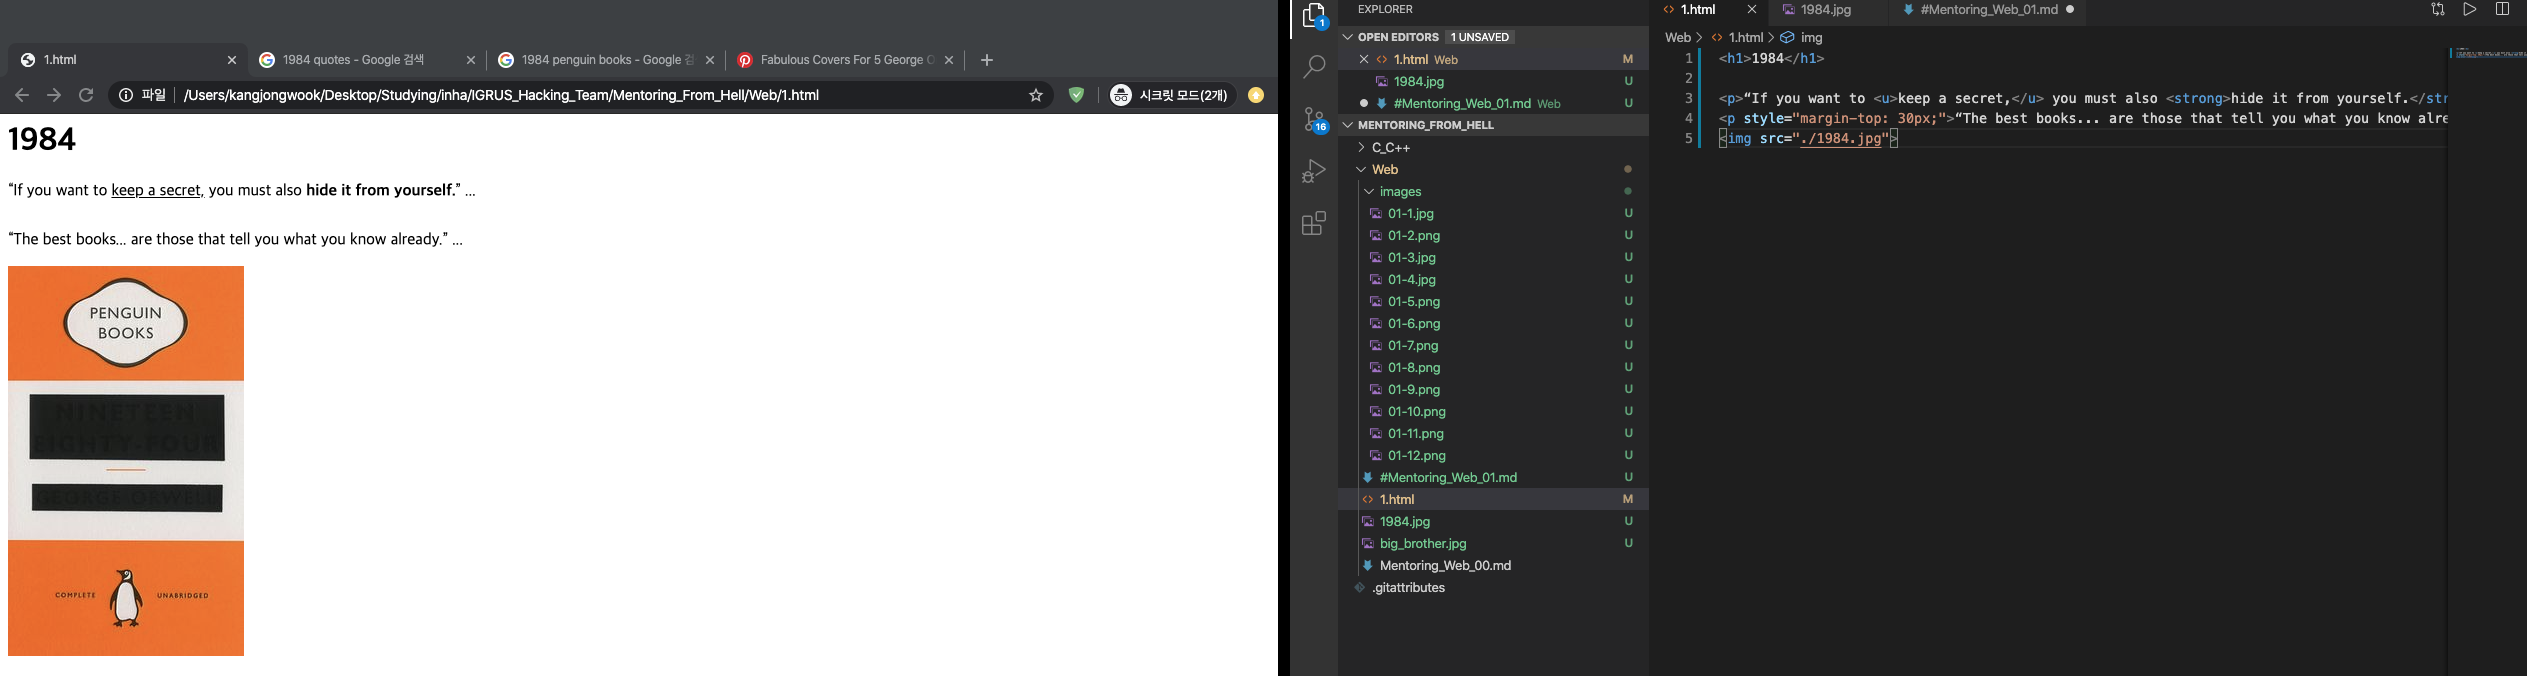 1.html
1984 quotes - Google 검색
1984 penguin books - Google 검
Fabulous Covers For 5 George O
파일 /Users/kangjongwook/Desktop/Studying/inha/IGRUS_Hacking_Team/Mentoring_From_Hell/Web/1.html
시크릿 모드(2개)
1984
“If you want to keep a secret, you must also hide it from yourself.” ...
“The best books... are those that tell you what you know already.” ...
PENGUIN
BOOKS
NINETEEN
EIGHTY-FOUR
GEORGE ORWELL
COMPLETE UNABRIDGED
1
16
EXPLORER
OPEN EDITORS 1 UNSAVED
1.html Web M
1984.jpg U
#Mentoring_Web_01.md Web U
MENTORING_FROM_HELL
C_C++
Web
images
01-1.jpg U
01-2.png U
01-3.jpg U
01-4.jpg U
01-5.png U
01-6.png U
01-7.png U
01-8.png U
01-9.png U
01-10.png U
01-11.png U
01-12.png U
#Mentoring_Web_01.md U
1.html M
1984.jpg U
big_brother.jpg U
Mentoring_Web_00.md
.gitattributes
1.html
1984.jpg
#Mentoring_Web_01.md
Web > 1.html > img
1 <h1>1984</h1>
2
3 <p>“If you want to <u>keep a secret,</u> you must also <strong>hide it from yourself.</str
4 <p style="margin-top: 30px;">“The best books... are those that tell you what you know alre
5 <img src="./1984.jpg">